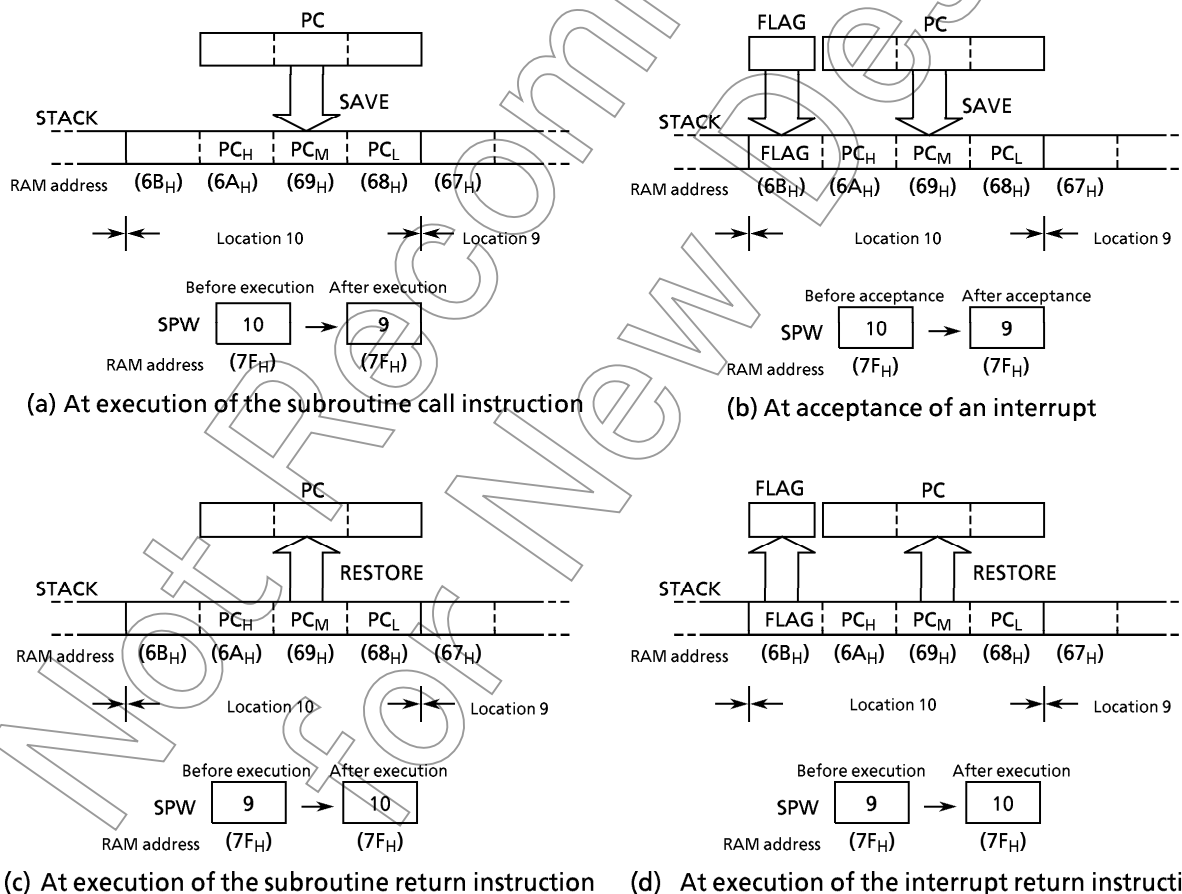 PC
SAVE
STACK
PCH PCM PCL
RAM address (6BH) (6AH) (69H) (68H) (67H)
Location 10 Location 9
Before execution After execution
SPW 10 9
RAM address (7FH) (7FH)
(a) At execution of the subroutine call instruction
FLAG PC
SAVE
STACK
FLAG PCH PCM PCL
RAM address (6BH) (6AH) (69H) (68H) (67H)
Location 10 Location 9
Before acceptance After acceptance
SPW 10 9
RAM address (7FH) (7FH)
(b) At acceptance of an interrupt
PC
RESTORE
STACK
PCH PCM PCL
RAM address (6BH) (6AH) (69H) (68H) (67H)
Location 10 Location 9
Before execution After execution
SPW 9 10
RAM address (7FH) (7FH)
(c) At execution of the subroutine return instruction
FLAG PC
RESTORE
STACK
FLAG PCH PCM PCL
RAM address (6BH) (6AH) (69H) (68H) (67H)
Location 10 Location 9
Before execution After execution
SPW 9 10
RAM address (7FH) (7FH)
(d) At execution of the interrupt return instructi
Not Recom
for New Des